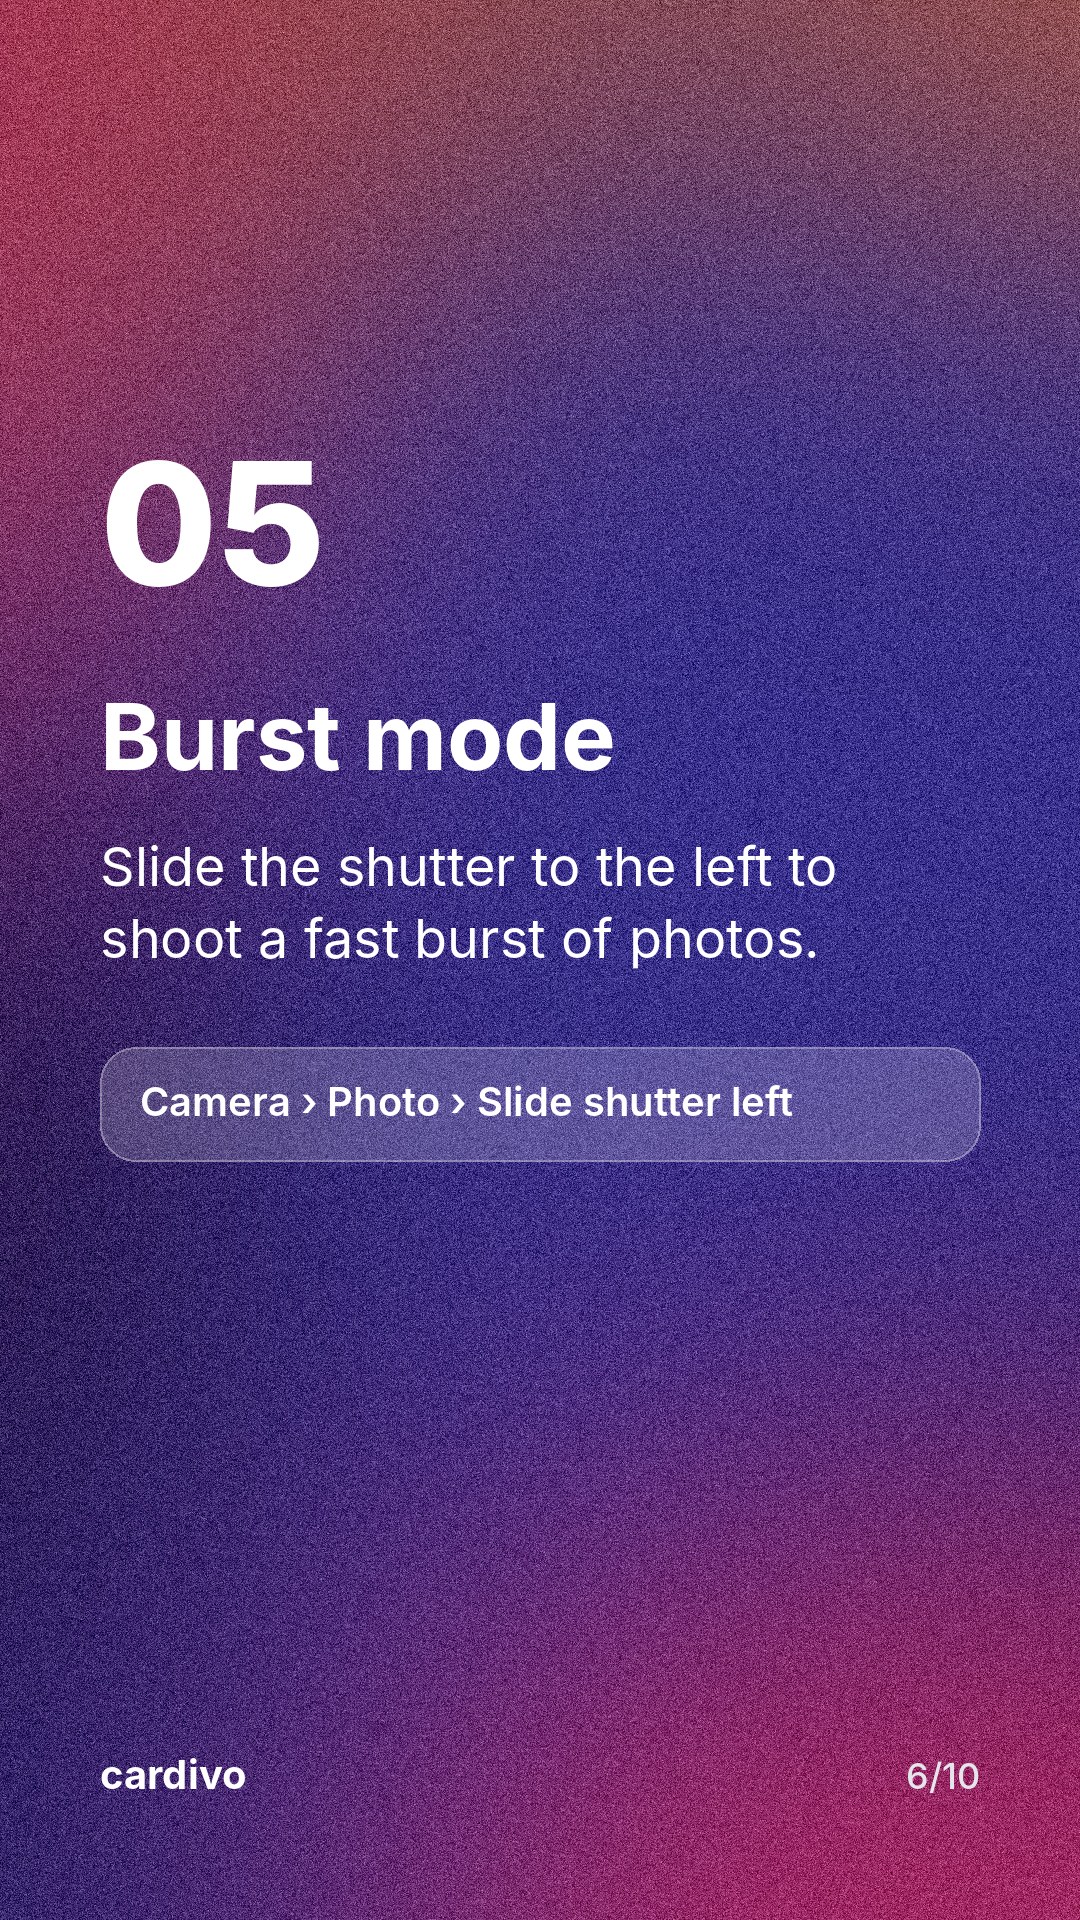 05
Burst mode
Slide the shutter to the left to
shoot a fast burst of photos.
Camera › Photo › Slide shutter left
cardivo
6/10